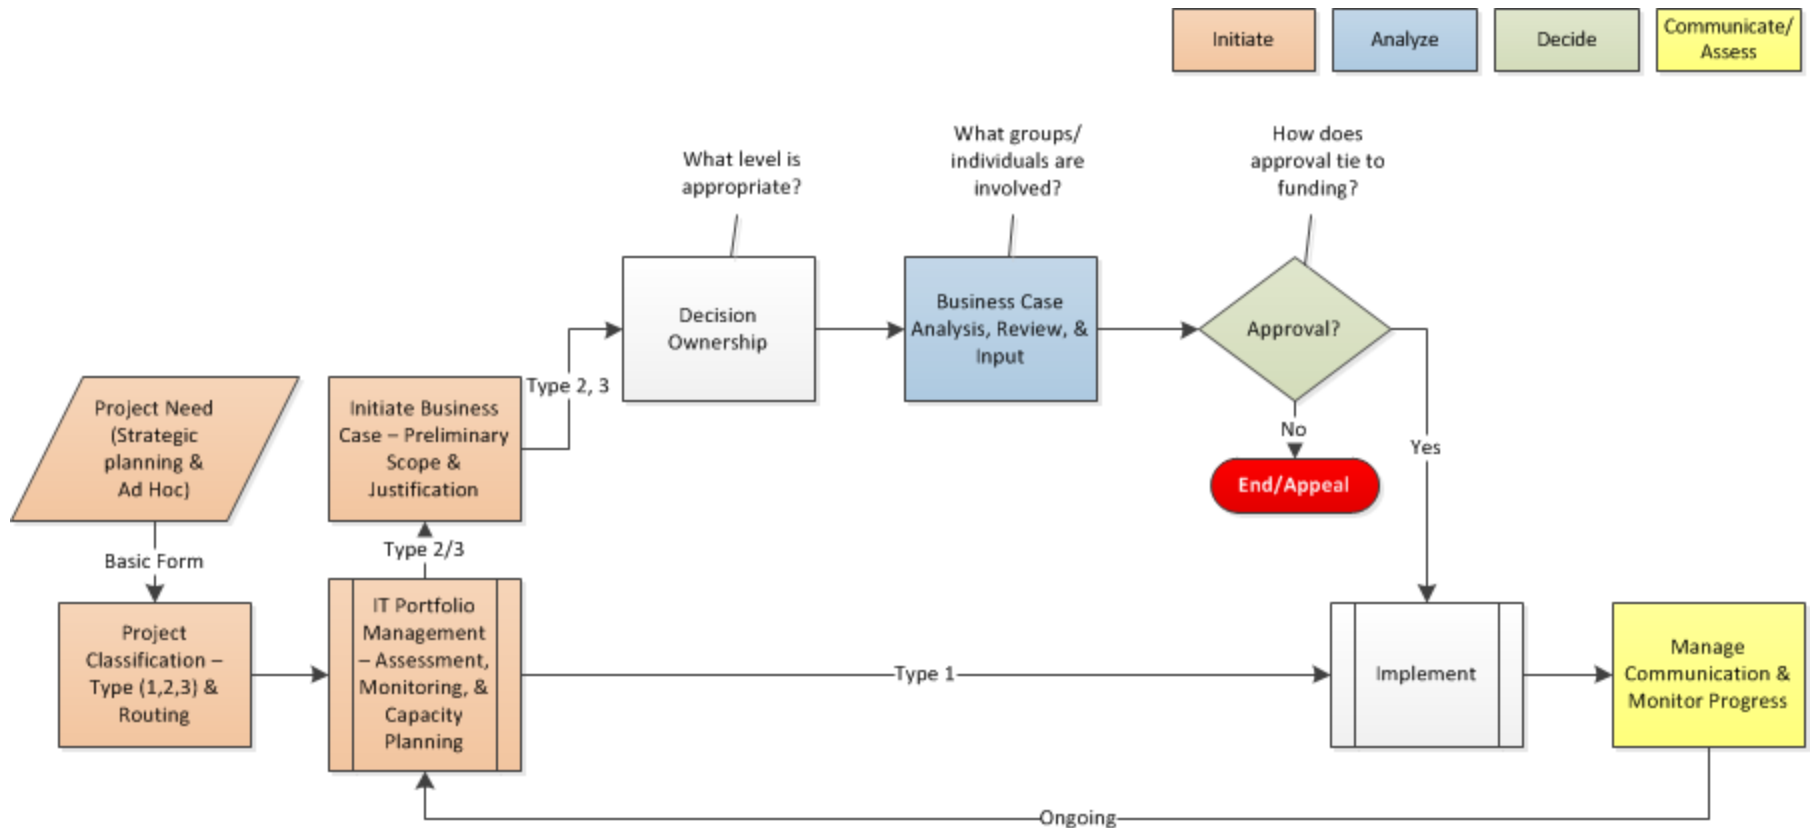 Initiate
Analyze
Decide
Communicate/
Assess
What level is
appropriate?
What groups/
individuals are
involved?
How does
approval tie to
funding?
Decision
Ownership
Business Case
Analysis, Review, &
Input
Approval?
Type 2, 3
Project Need
(Strategic
planning &
Ad Hoc)
Initiate Business
Case – Preliminary
Scope &
Justification
No
Yes
End/Appeal
Basic Form
Type 2/3
Project
Classification –
Type (1,2,3) &
Routing
IT Portfolio
Management
– Assessment,
Monitoring, &
Capacity
Planning
Type 1
Implement
Manage
Communication &
Monitor Progress
Ongoing